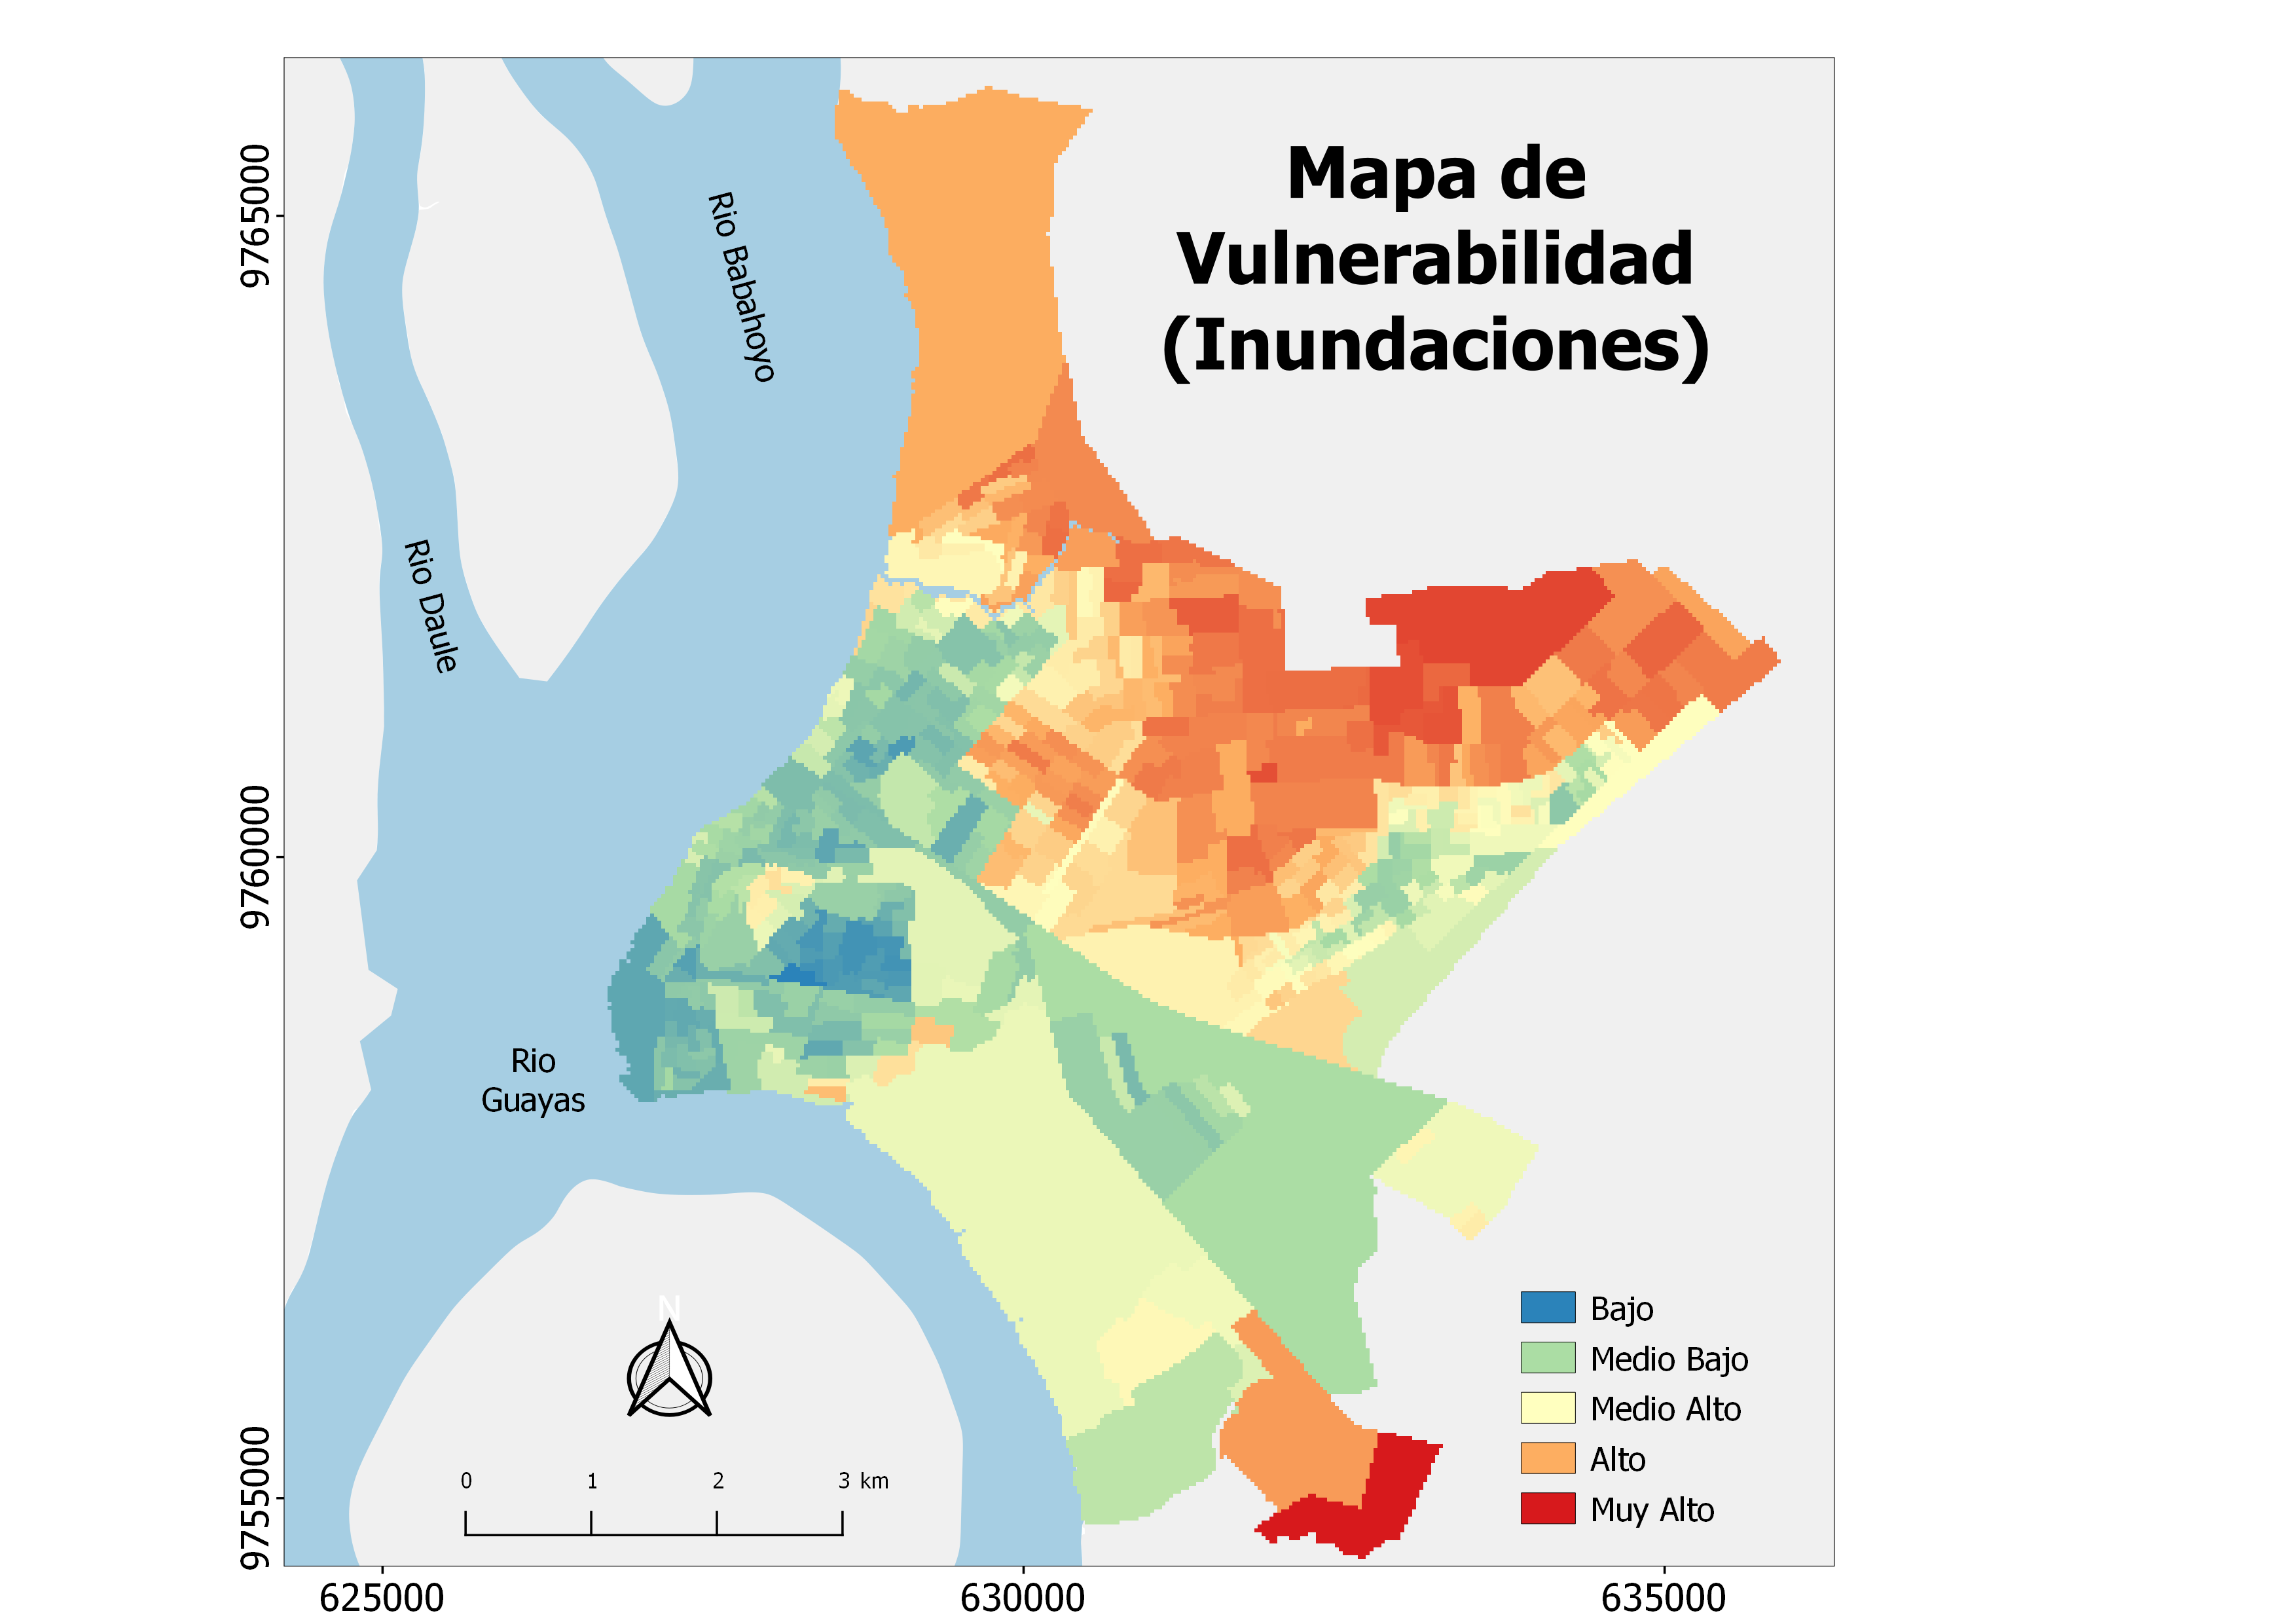 Mapa de
Vulnerabilidad
(Inundaciones)
Rio Babahoyo
Rio Daule
Rio
Guayas
N
0 1 2 3 km
Bajo
Medio Bajo
Medio Alto
Alto
Muy Alto
9765000
9760000
9755000
625000 630000 635000